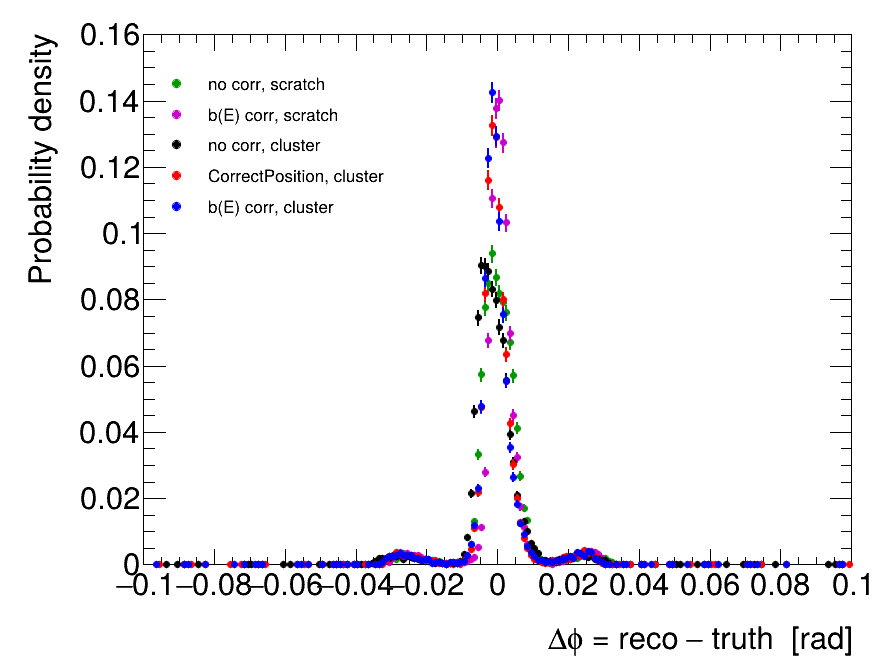 Probability density
0.16
0.14
0.12
0.1
0.08
0.06
0.04
0.02
0
no corr, scratch
b(E) corr, scratch
no corr, cluster
CorrectPosition, cluster
b(E) corr, cluster
−0.1 −0.08 −0.06 −0.04 −0.02 0 0.02 0.04 0.06 0.08 0.1
Δϕ = reco − truth [rad]